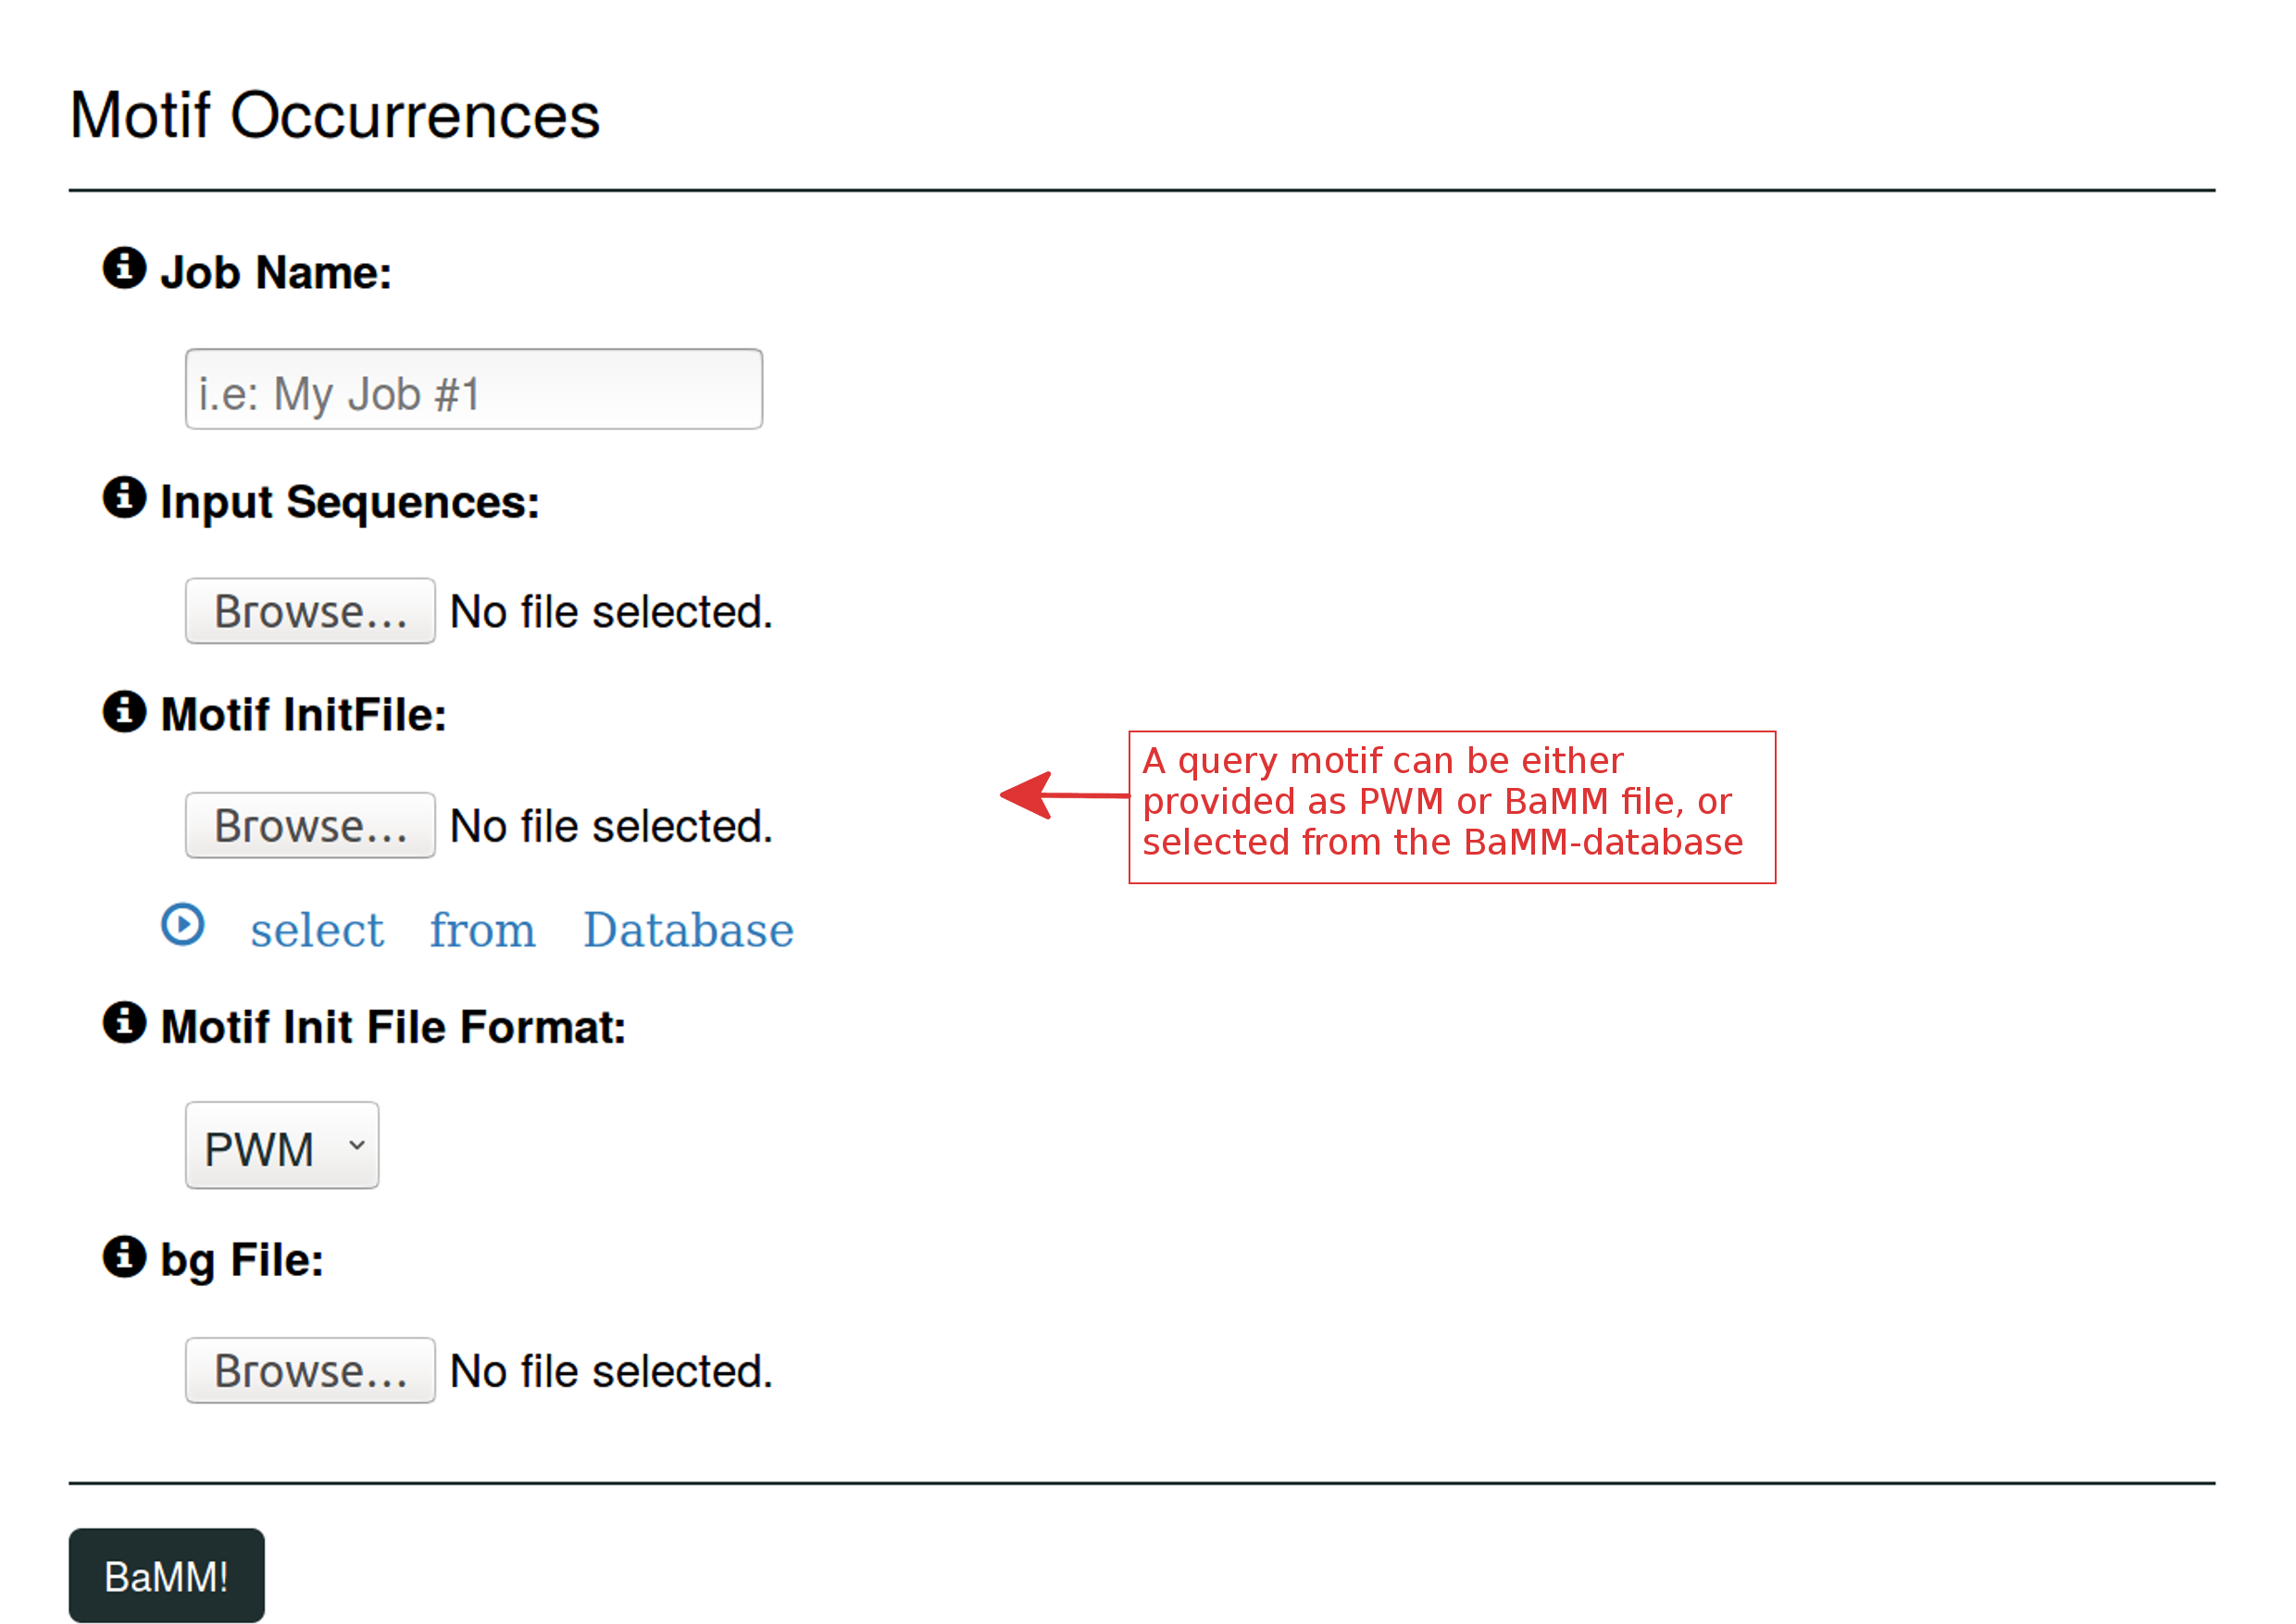 Motif Occurrences
Job Name:
i.e: My Job #1
Input Sequences:
Browse... No file selected.
Motif InitFile:
Browse... No file selected.
A query motif can be either
provided as PWM or BaMM file, or
selected from the BaMM-database
select from Database
Motif Init File Format:
PWM
bg File:
Browse... No file selected.
BaMM!